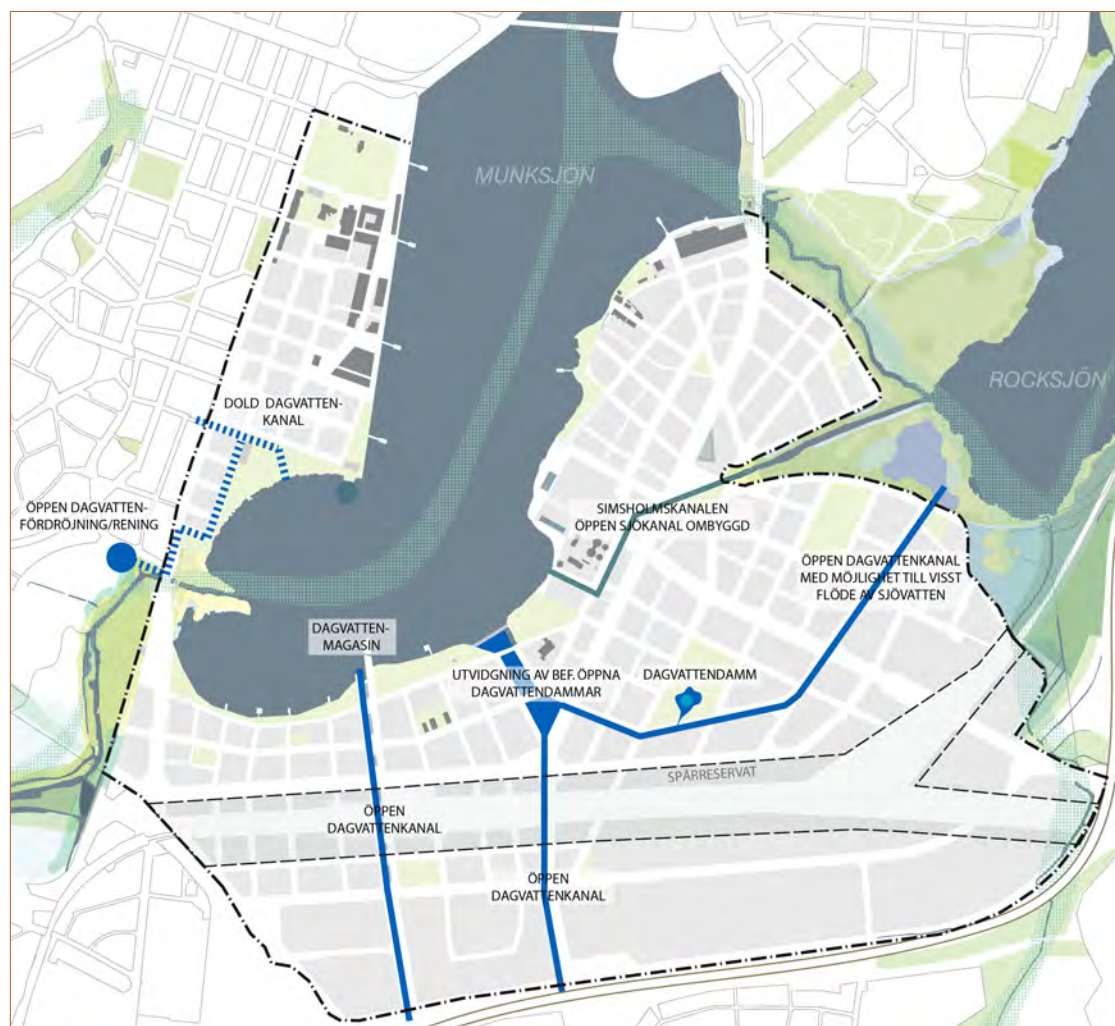 MUNKSJÖN
ROCKSJÖN
DOLD DAGVATTEN-
KANAL
ÖPPEN DAGVATTEN-
FÖRDRÖJNING/RENING
SIMSHOLMSKANALEN
ÖPPEN SJÖKANAL OMBYGGD
ÖPPEN DAGVATTENKANAL
MED MÖJLIGHET TILL VISST
FLÖDE AV SJÖVATTEN
DAGVATTEN-
MAGASIN
UTVIDGNING AV BEF. ÖPPNA
DAGVATTENDAMMAR
DAGVATTENDAMM
SPÅRRESERVAT
ÖPPEN
DAGVATTENKANAL
ÖPPEN
DAGVATTENKANAL